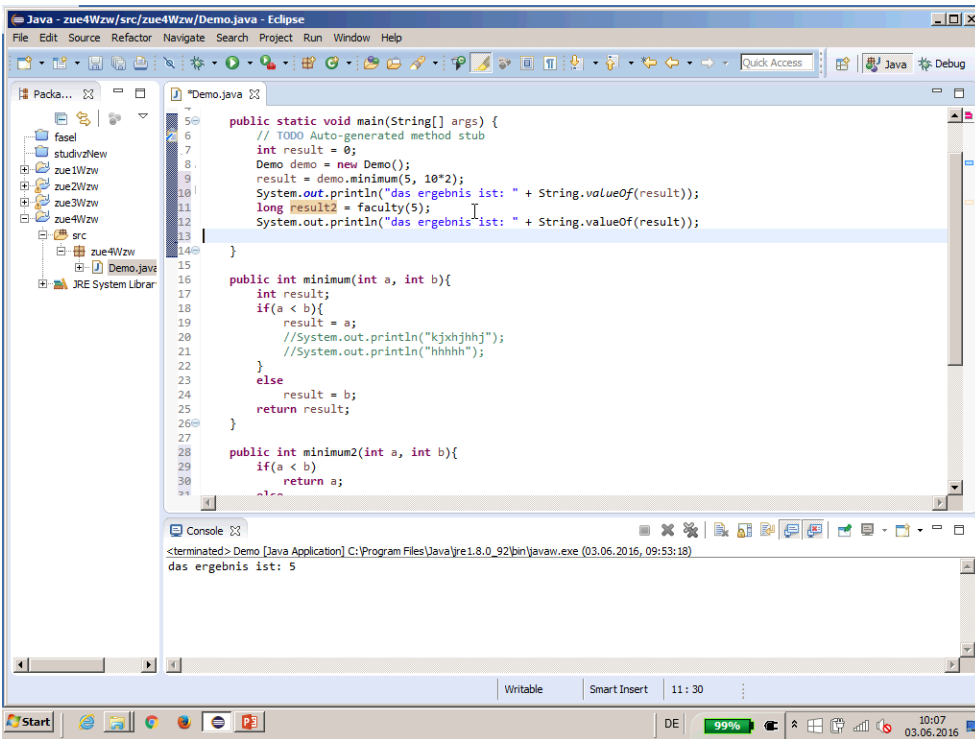 Java - zue4Wzw/src/zue4Wzw/Demo.java - Eclipse
File Edit Source Refactor Navigate Search Project Run Window Help
Quick Access Java Debug
Packa...
fasel
studivzNew
zue1Wzw
zue2Wzw
zue3Wzw
zue4Wzw
src
zue4Wzw
Demo.java
JRE System Librar
*Demo.java
5 public static void main(String[] args) {
6 // TODO Auto-generated method stub
7 int result = 0;
8 Demo demo = new Demo();
9 result = demo.minimum(5, 10*2);
10 System.out.println("das ergebnis ist: " + String.valueOf(result));
11 long result2 = faculty(5);
12 System.out.println("das ergebnis ist: " + String.valueOf(result));
13
14 }
15
16 public int minimum(int a, int b){
17 int result;
18 if(a < b){
19 result = a;
20 //System.out.println("kjxhjhhj");
21 //System.out.println("hhhhh");
22 }
23 else
24 result = b;
25 return result;
26 }
27
28 public int minimum2(int a, int b){
29 if(a < b)
30 return a;
31 else
Console
<terminated> Demo [Java Application] C:\Program Files\Java\jre1.8.0_92\bin\javaw.exe (03.06.2016, 09:53:18)
das ergebnis ist: 5
Writable Smart Insert 11 : 30
Start DE 99% 10:07
03.06.2016